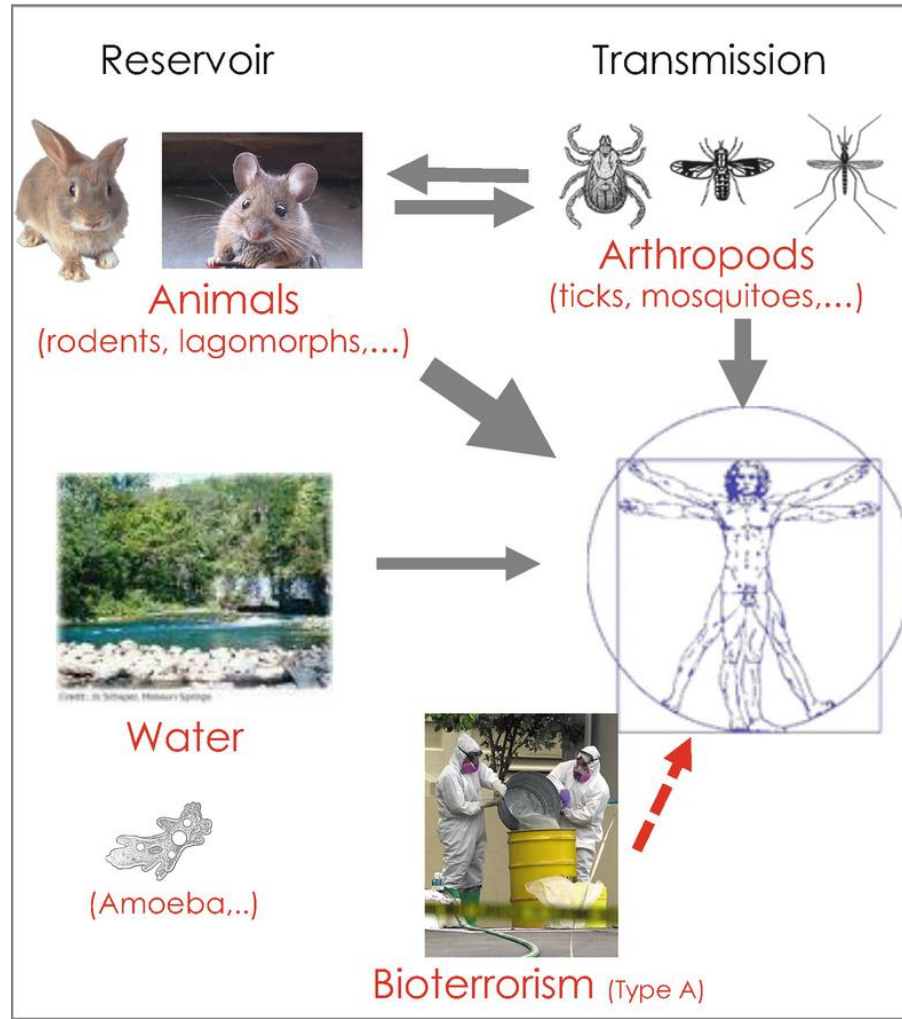 Reservoir
Transmission
Animals
(rodents, lagomorphs,...)
Arthropods
(ticks, mosquitoes,...)
Water
(Amoeba,..)
Bioterrorism (Type A)